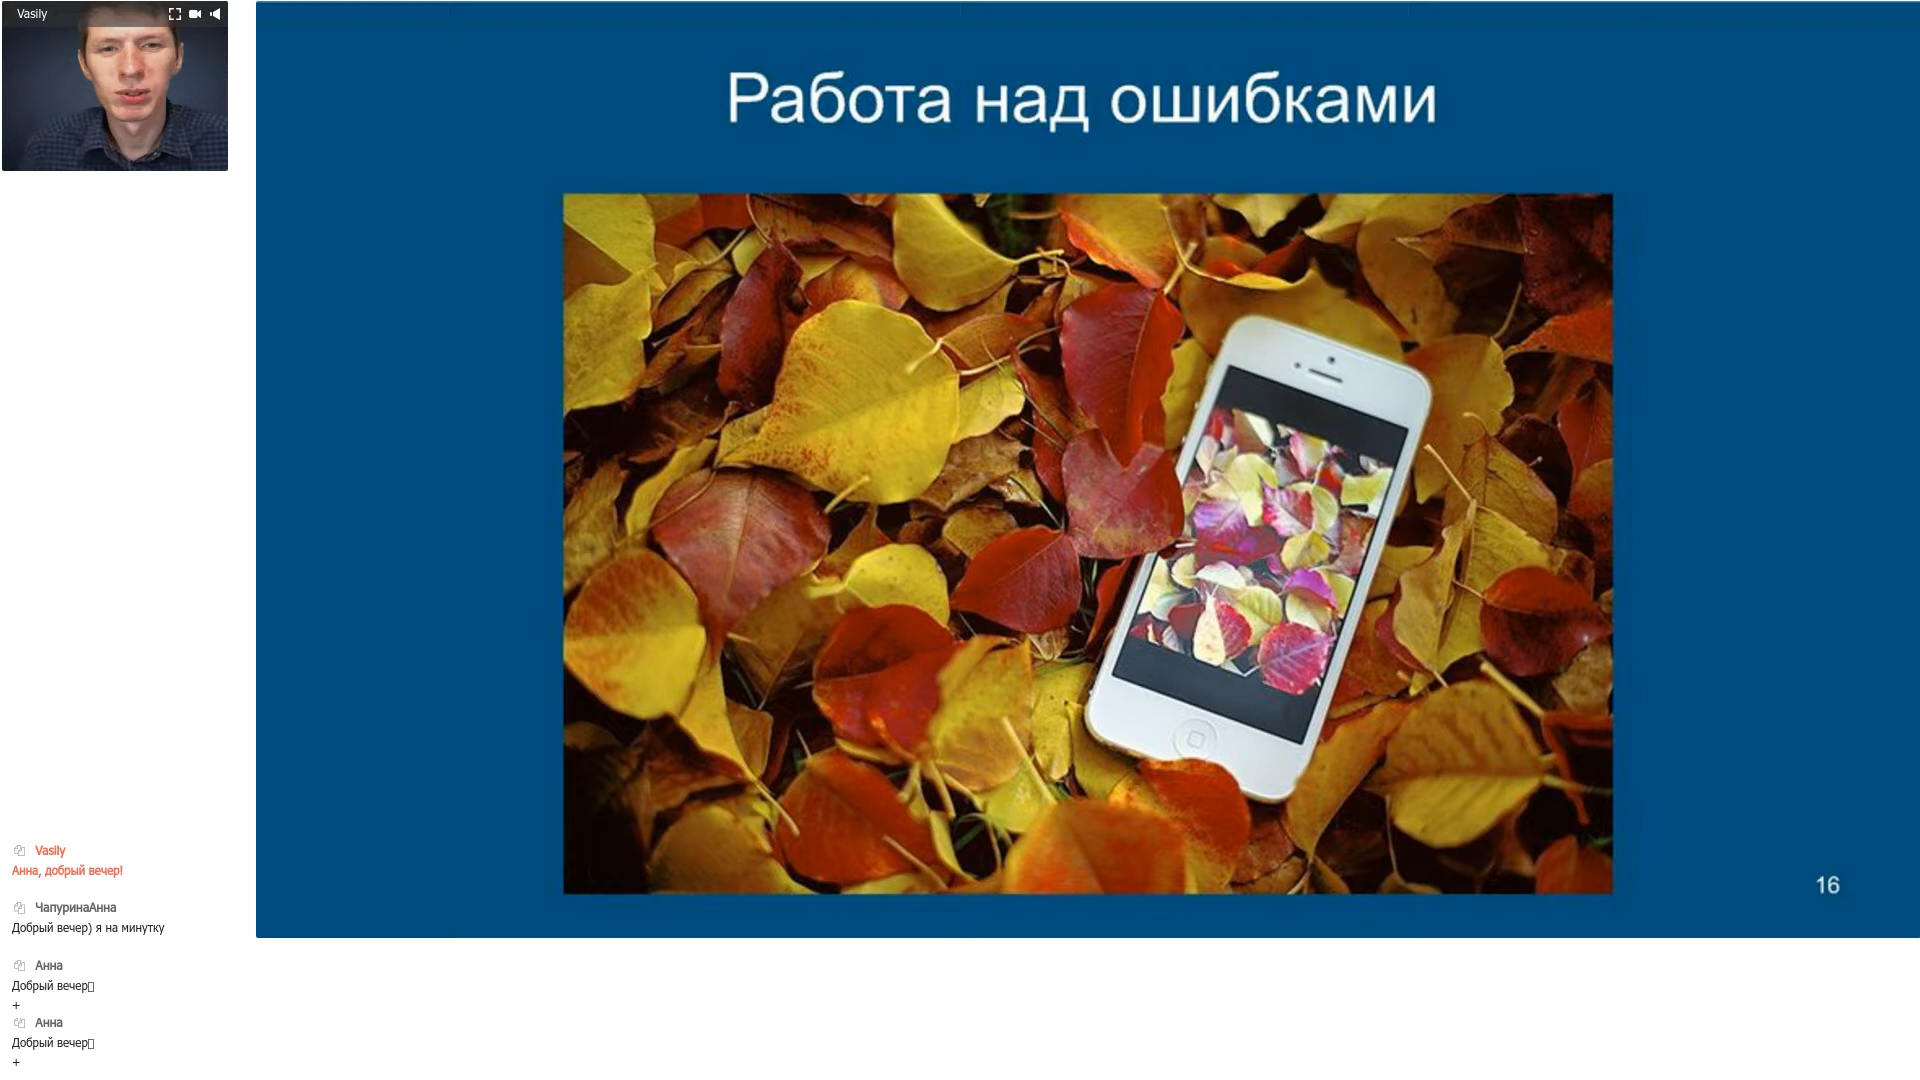 Vasily
Работа над ошибками
16
Vasily
Анна, добрый вечер!
ЧапуринаАнна
Добрый вечер) я на минутку
Анна
Добрый вечер
+
Анна
Добрый вечер
+